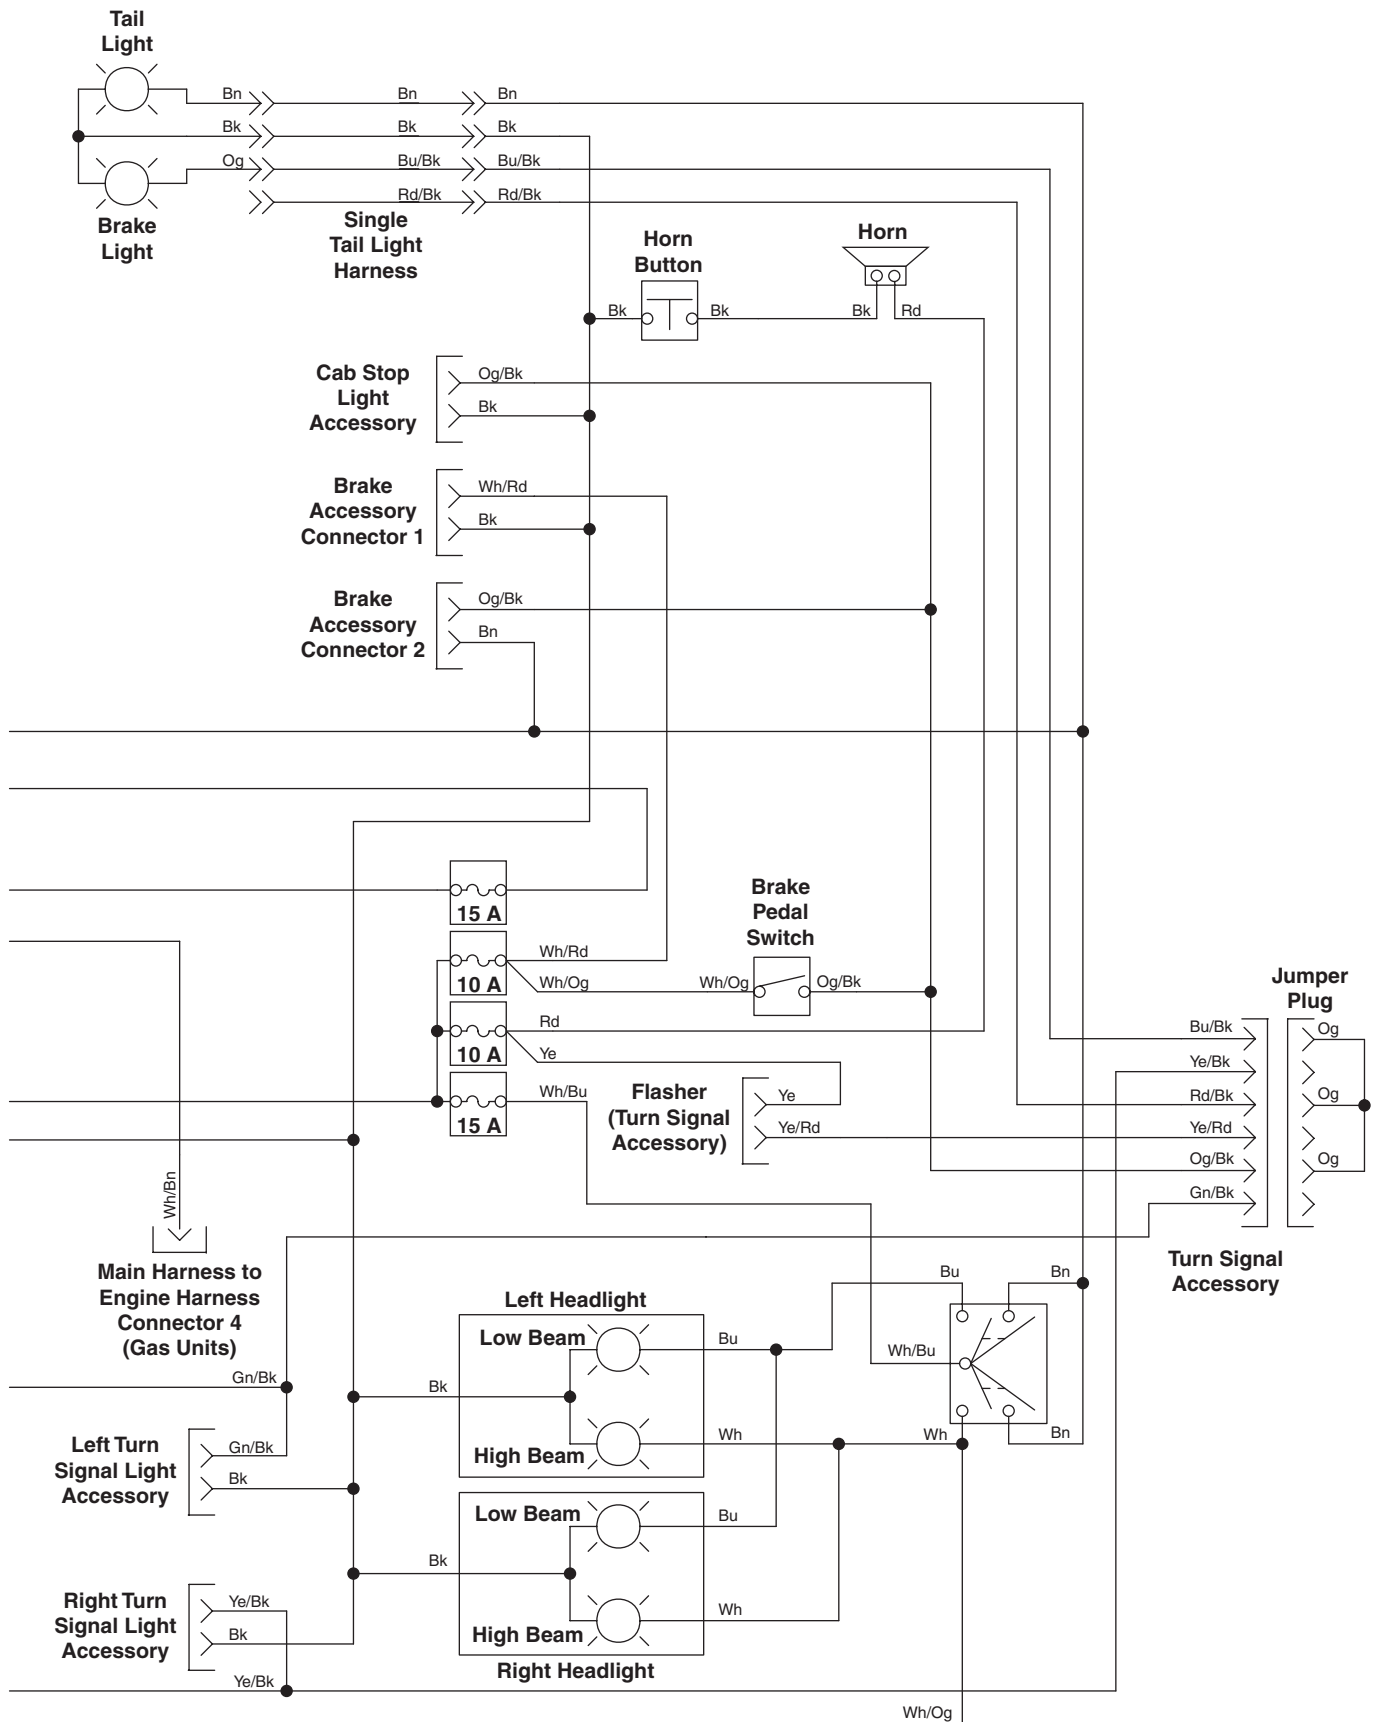 Tail
Light
Bn Bn Bn
Bk Bk Bk
Og Bu/Bk Bu/Bk
Rd/Bk Rd/Bk
Brake
Light
Single
Tail Light
Harness
Horn
Button
Horn
Bk Bk Bk Rd
Cab Stop
Light
Accessory
Og/Bk
Bk
Brake
Accessory
Connector 1
Wh/Rd
Bk
Brake
Accessory
Connector 2
Og/Bk
Bn
15 A
Wh/Rd
10 A
Wh/Og Wh/Og Og/Bk
Brake
Pedal
Switch
Rd
10 A
Ye
Wh/Bu
15 A
Flasher
(Turn Signal
Accessory)
Ye
Ye/Rd
Jumper
Plug
Bu/Bk Og
Ye/Bk
Rd/Bk Og
Ye/Rd
Og/Bk Og
Gn/Bk
Turn Signal
Accessory
Wh/Bn
Main Harness to
Engine Harness
Connector 4
(Gas Units)
Left Headlight
Low Beam
Bu
Bk
High Beam
Wh
Bu Bn
Wh/Bu
Wh Bn
Gn/Bk
Left Turn
Signal Light
Accessory
Gn/Bk
Bk
Low Beam
Bu
Bk
High Beam
Wh
Right Headlight
Right Turn
Signal Light
Accessory
Ye/Bk
Bk
Ye/Bk
Wh/Og